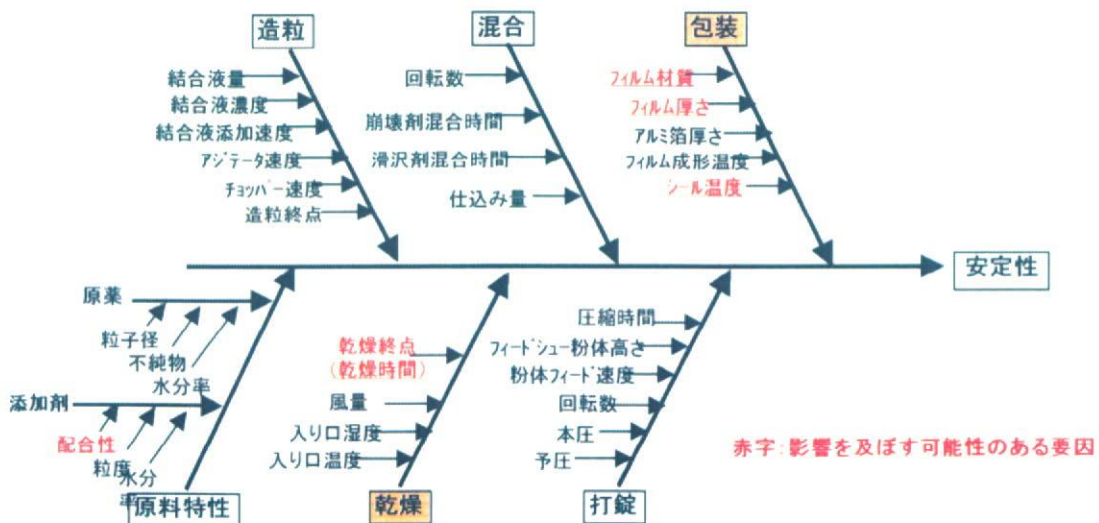 造粒
結合液量
結合液濃度
結合液添加速度
アジテータ速度
チョッパー速度
造粒終点
混合
回転数
崩壊剤混合時間
滑沢剤混合時間
仕込み量
包装
フィルム材質
フィルム厚さ
アルミ箔厚さ
フィルム成形温度
シール温度
安定性
原薬
粒子径
不純物
水分率
添加剤
配合性
粒度
水分
率
原料特性
乾燥終点
(乾燥時間)
風量
入り口湿度
入り口温度
乾燥
圧縮時間
フィードシュー粉体高さ
粉体フィード速度
回転数
本圧
予圧
打錠
赤字:影響を及ぼす可能性のある要因